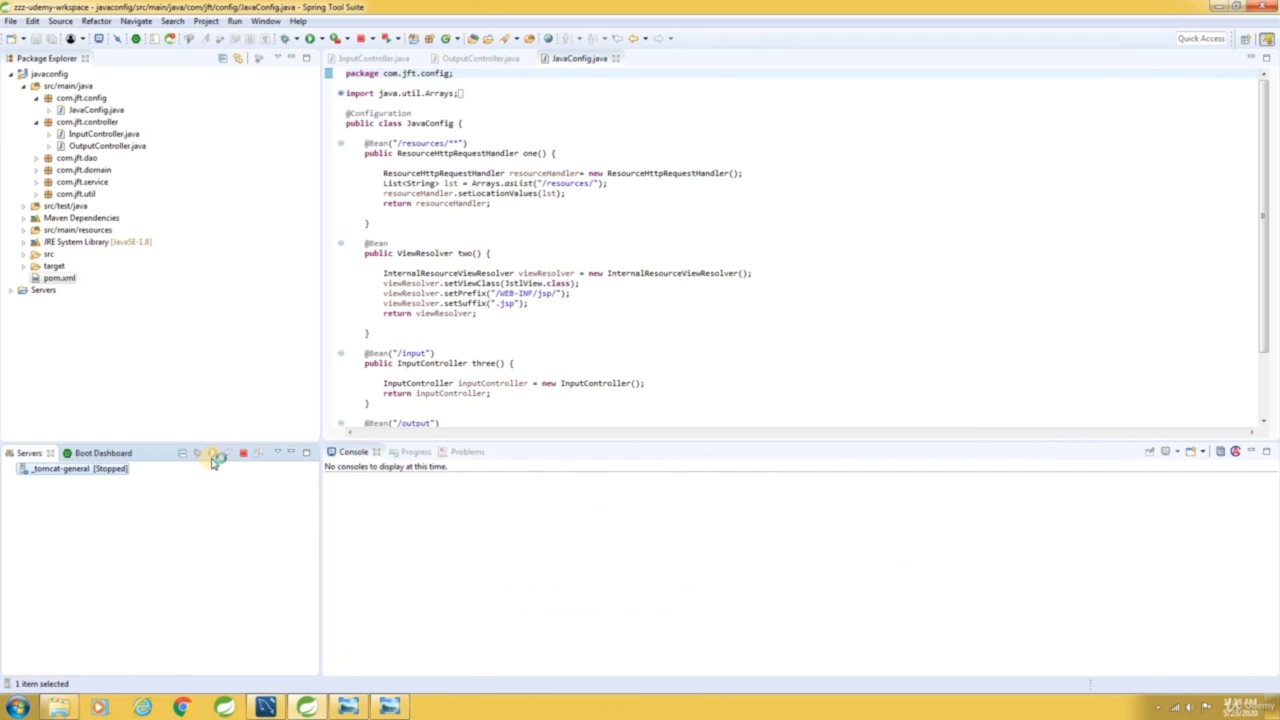 zzz-udemy-wrkspace - javaconfig/src/main/java/com/jft/config/JavaConfig.java - Spring Tool Suite
File Edit Source Refactor Navigate Search Project Run Window Help
Quick Access
Package Explorer
InputController.java OutputController.java JavaConfig.java
javaconfig
src/main/java
com.jft.config
JavaConfig.java
com.jft.controller
InputController.java
OutputController.java
com.jft.dao
com.jft.domain
com.jft.service
com.jft.util
src/test/java
Maven Dependencies
src/main/resources
JRE System Library [JavaSE-1.8]
src
target
pom.xml
Servers
package com.jft.config;
import java.util.Arrays;
@Configuration
public class JavaConfig {
@Bean("/resources/**")
public ResourceHttpRequestHandler one() {
ResourceHttpRequestHandler resourceHandler= new ResourceHttpRequestHandler();
List<String> lst = Arrays.asList("/resources/");
resourceHandler.setLocationValues(lst);
return resourceHandler;
}
@Bean
public ViewResolver two() {
InternalResourceViewResolver viewResolver = new InternalResourceViewResolver();
viewResolver.setViewClass(JstlView.class);
viewResolver.setPrefix("/WEB-INF/jsp/");
viewResolver.setSuffix(".jsp");
return viewResolver;
}
@Bean("/input")
public InputController three() {
InputController inputController = new InputController();
return inputController;
}
@Bean("/output")
Servers Boot Dashboard
_tomcat-general [Stopped]
Console Progress Problems
No consoles to display at this time.
1 item selected
5/23/2020
Udemy